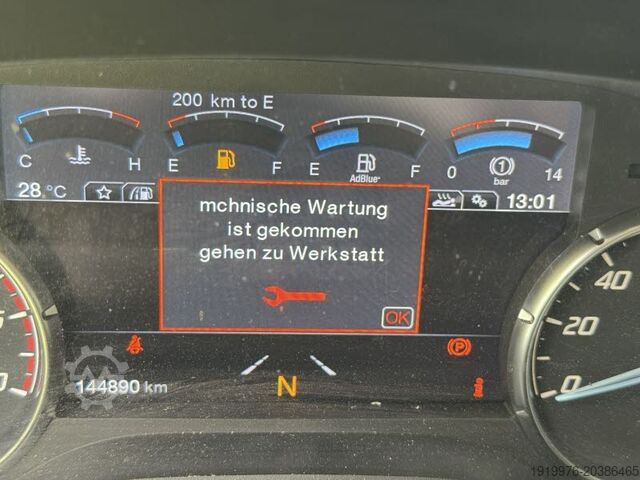 200 km to E
C H E F E F 0 14
AdBlue
bar
28 °C 13:01
mchnische Wartung
ist gekommen
gehen zu Werkstatt
OK
40
20
0
144890 km
N
1919976-20386465